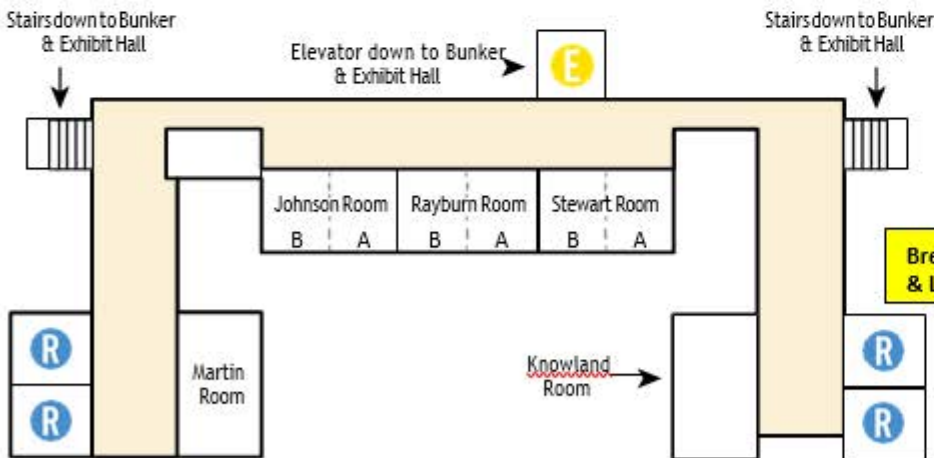 Stairs down to Bunker
& Exhibit Hall
Elevator down to Bunker
& Exhibit Hall
E
Stairs down to Bunker
& Exhibit Hall
Johnson Room
B A
Rayburn Room
B A
Stewart Room
B A
Bre
& L
R
R
Martin
Room
Knowland
Room
R
R